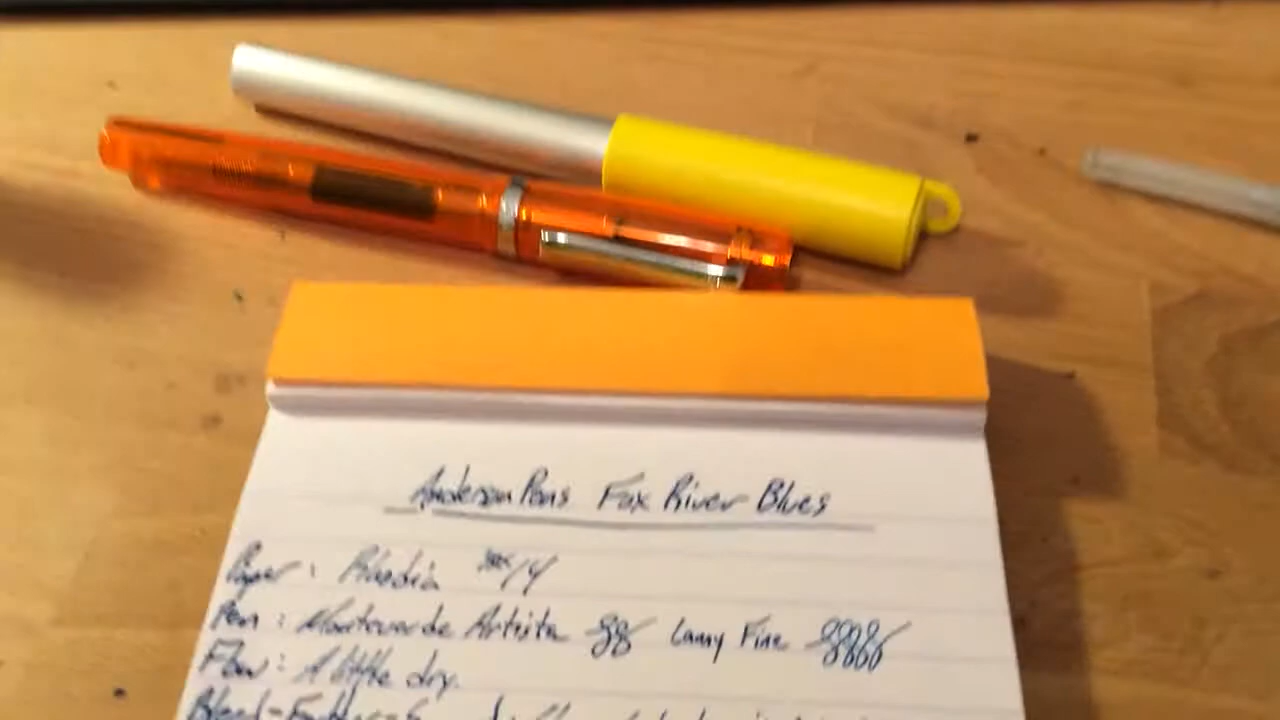 Anderson Pens Fox River Blues
Paper: Rhodia
Pen: Monteverde Artista Lamy Fine
Flow: A little dry.